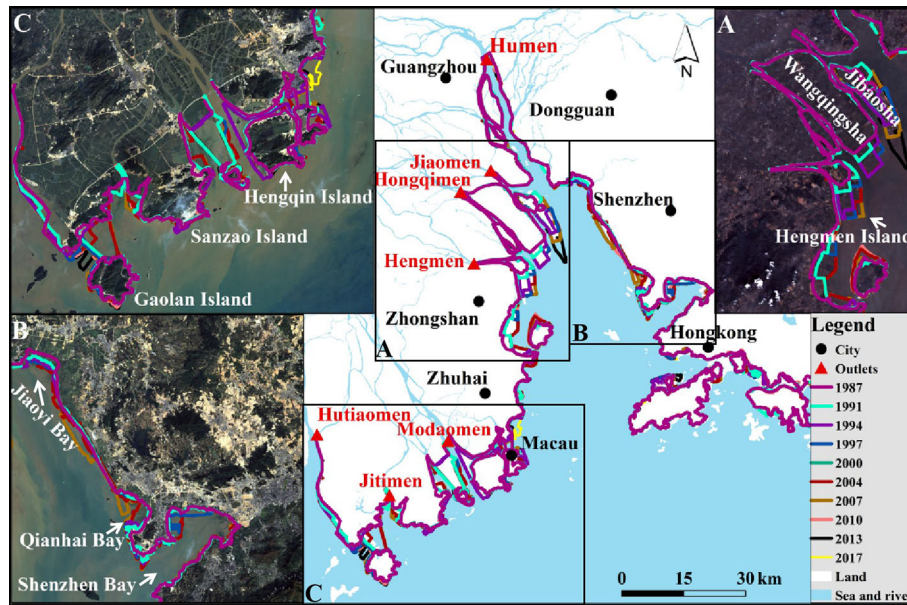 C
Hengqin Island
Sanzao Island
Gaolan Island
B
Jiaoyi Bay
Qianhai Bay
Shenzhen Bay
Humen
Guangzhou
Dongguan
N
Jiaomen
Hongqimen
Shenzhen
Hengmen
Zhongshan
A
B
Hongkong
Zhuhai
Hutiaomen
Modaomen
Macau
Jitimen
C
0 15 30 km
A
Wangqingsha
Jibaosha
Hengmen Island
Legend
City
Outlets
1987
1991
1994
1997
2000
2004
2007
2010
2013
2017
Land
Sea and river